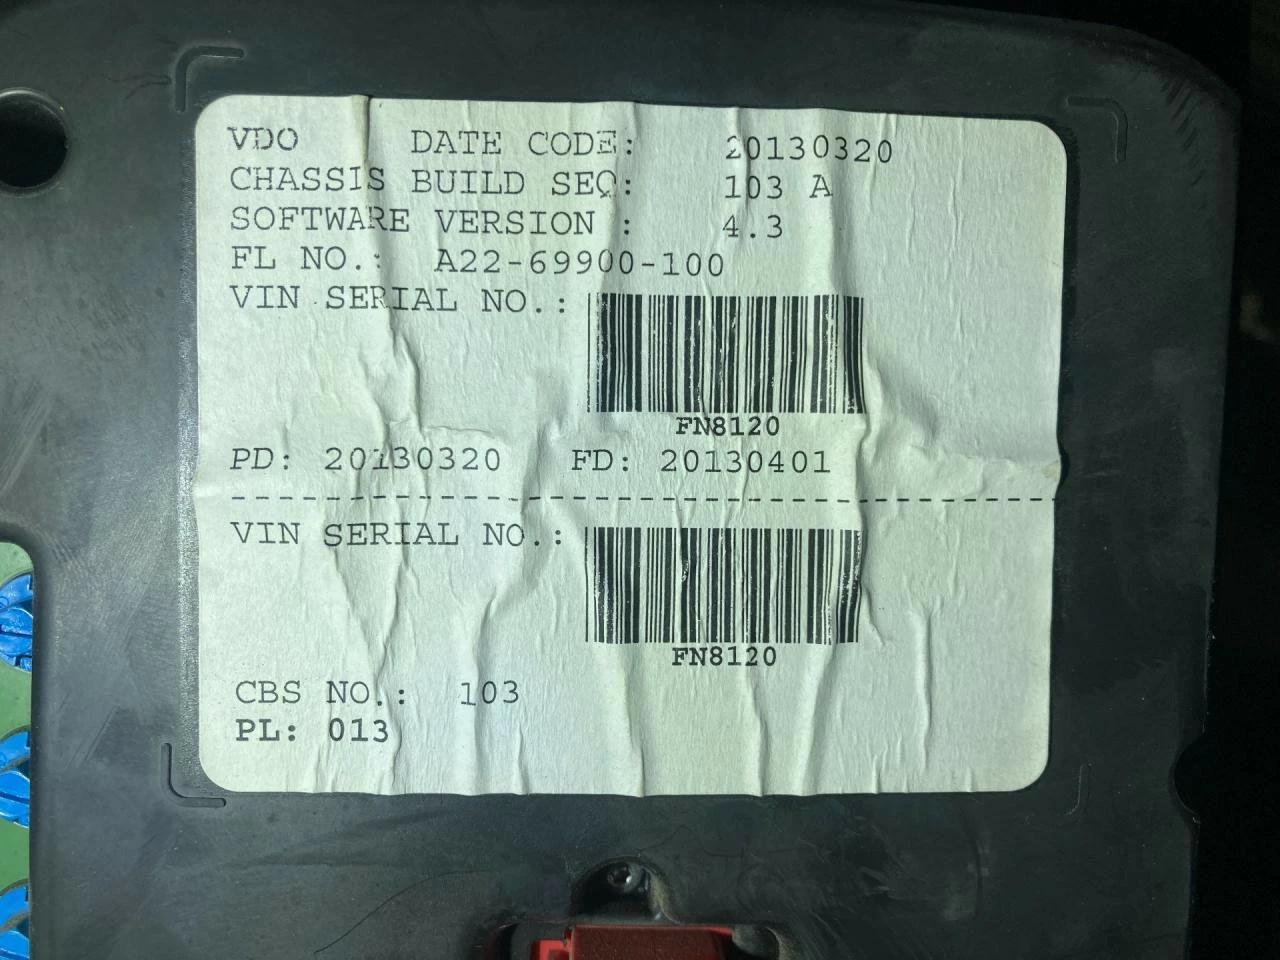 VDO DATE CODE: 20130320
CHASSIS BUILD SEQ: 103 A
SOFTWARE VERSION : 4.3
FL NO.: A22-69900-100
VIN SERIAL NO.:
FN8120
PD: 20130320 FD: 20130401
VIN SERIAL NO.:
FN8120
CBS NO.: 103
PL: 013